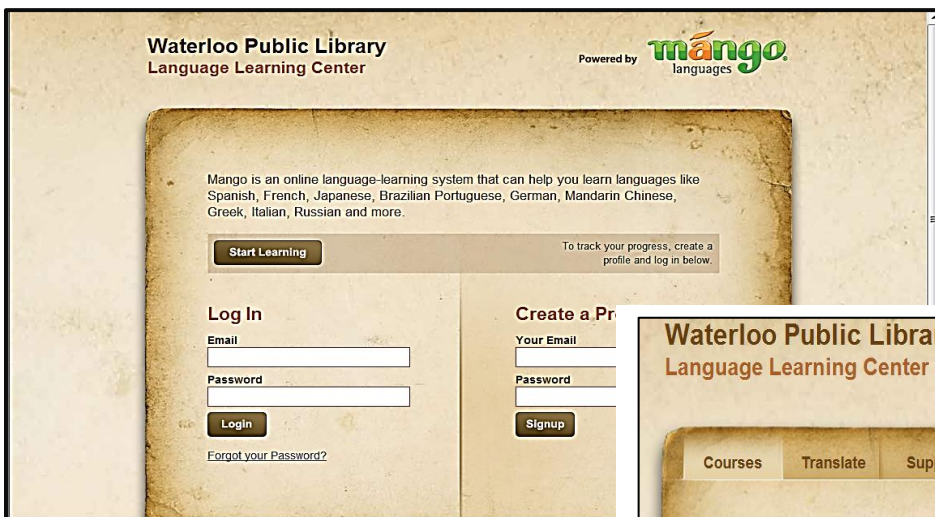 Waterloo Public Library
Language Learning Center
Powered by mango languages
Mango is an online language-learning system that can help you learn languages like
Spanish, French, Japanese, Brazilian Portuguese, German, Mandarin Chinese,
Greek, Italian, Russian and more.
Start Learning
To track your progress, create a
profile and log in below.
Log In
Email
Password
Login
Forgot your Password?
Create a
Your Email
Password
Signup
Waterloo Public
Language Learning Center
Courses Translate